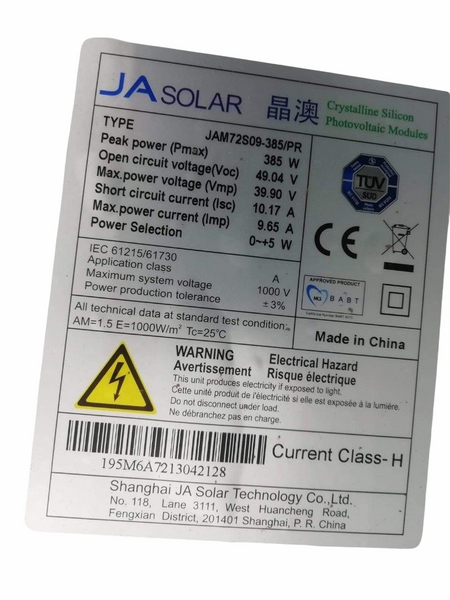 JA SOLAR 晶澳 Crystalline Silicon
Photovoltaic Modules
TYPE JAM72S09-385/PR
Peak power (Pmax) 385 W
Open circuit voltage(Voc) 49.04 V
Max.power voltage (Vmp) 39.90 V
Short circuit current (Isc) 10.17 A
Max.power current (Imp) 9.65 A
Power Selection 0~+5 W
TÜV
SÜD
CE
IEC 61215/61730
Application class A
Maximum system voltage 1000 V
Power production tolerance ±3%
APPROVED PRODUCT
MCS BABT
All technical data at standard test condition
AM=1.5 E=1000W/m² Tc=25℃
Made in China
WARNING Electrical Hazard
Avertissement Risque électrique
This unit produces electricity if exposed to light.
Cette unité produit de l'électricité si elle est exposée à la lumière.
Do not disconnect under load.
Ne débranchez pas en charge.
195M6A7213042128
Current Class- H
Shanghai JA Solar Technology Co.,Ltd.
No. 118, Lane 3111, West Huancheng Road,
Fengxian District, 201401 Shanghai, P. R. China